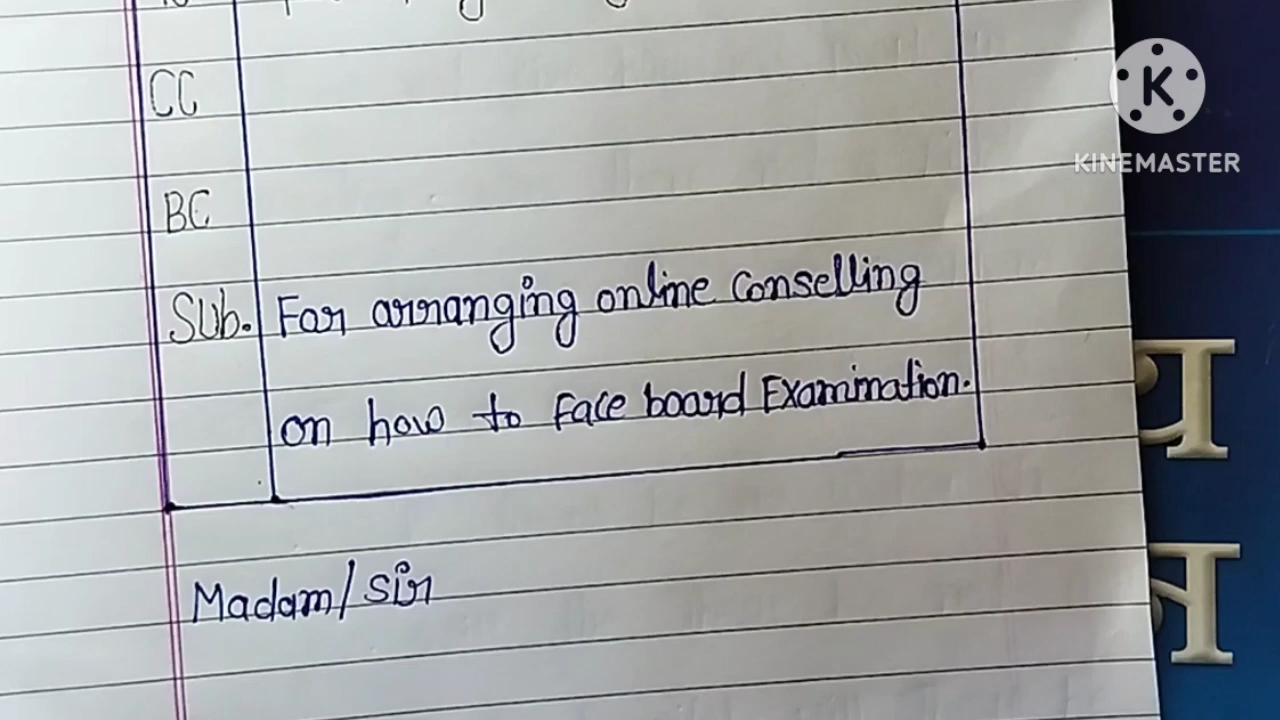 CC
BC
Sub. For arranging online Conselling
on how to Face board Examination.
Madam/Sir
KINEMASTER